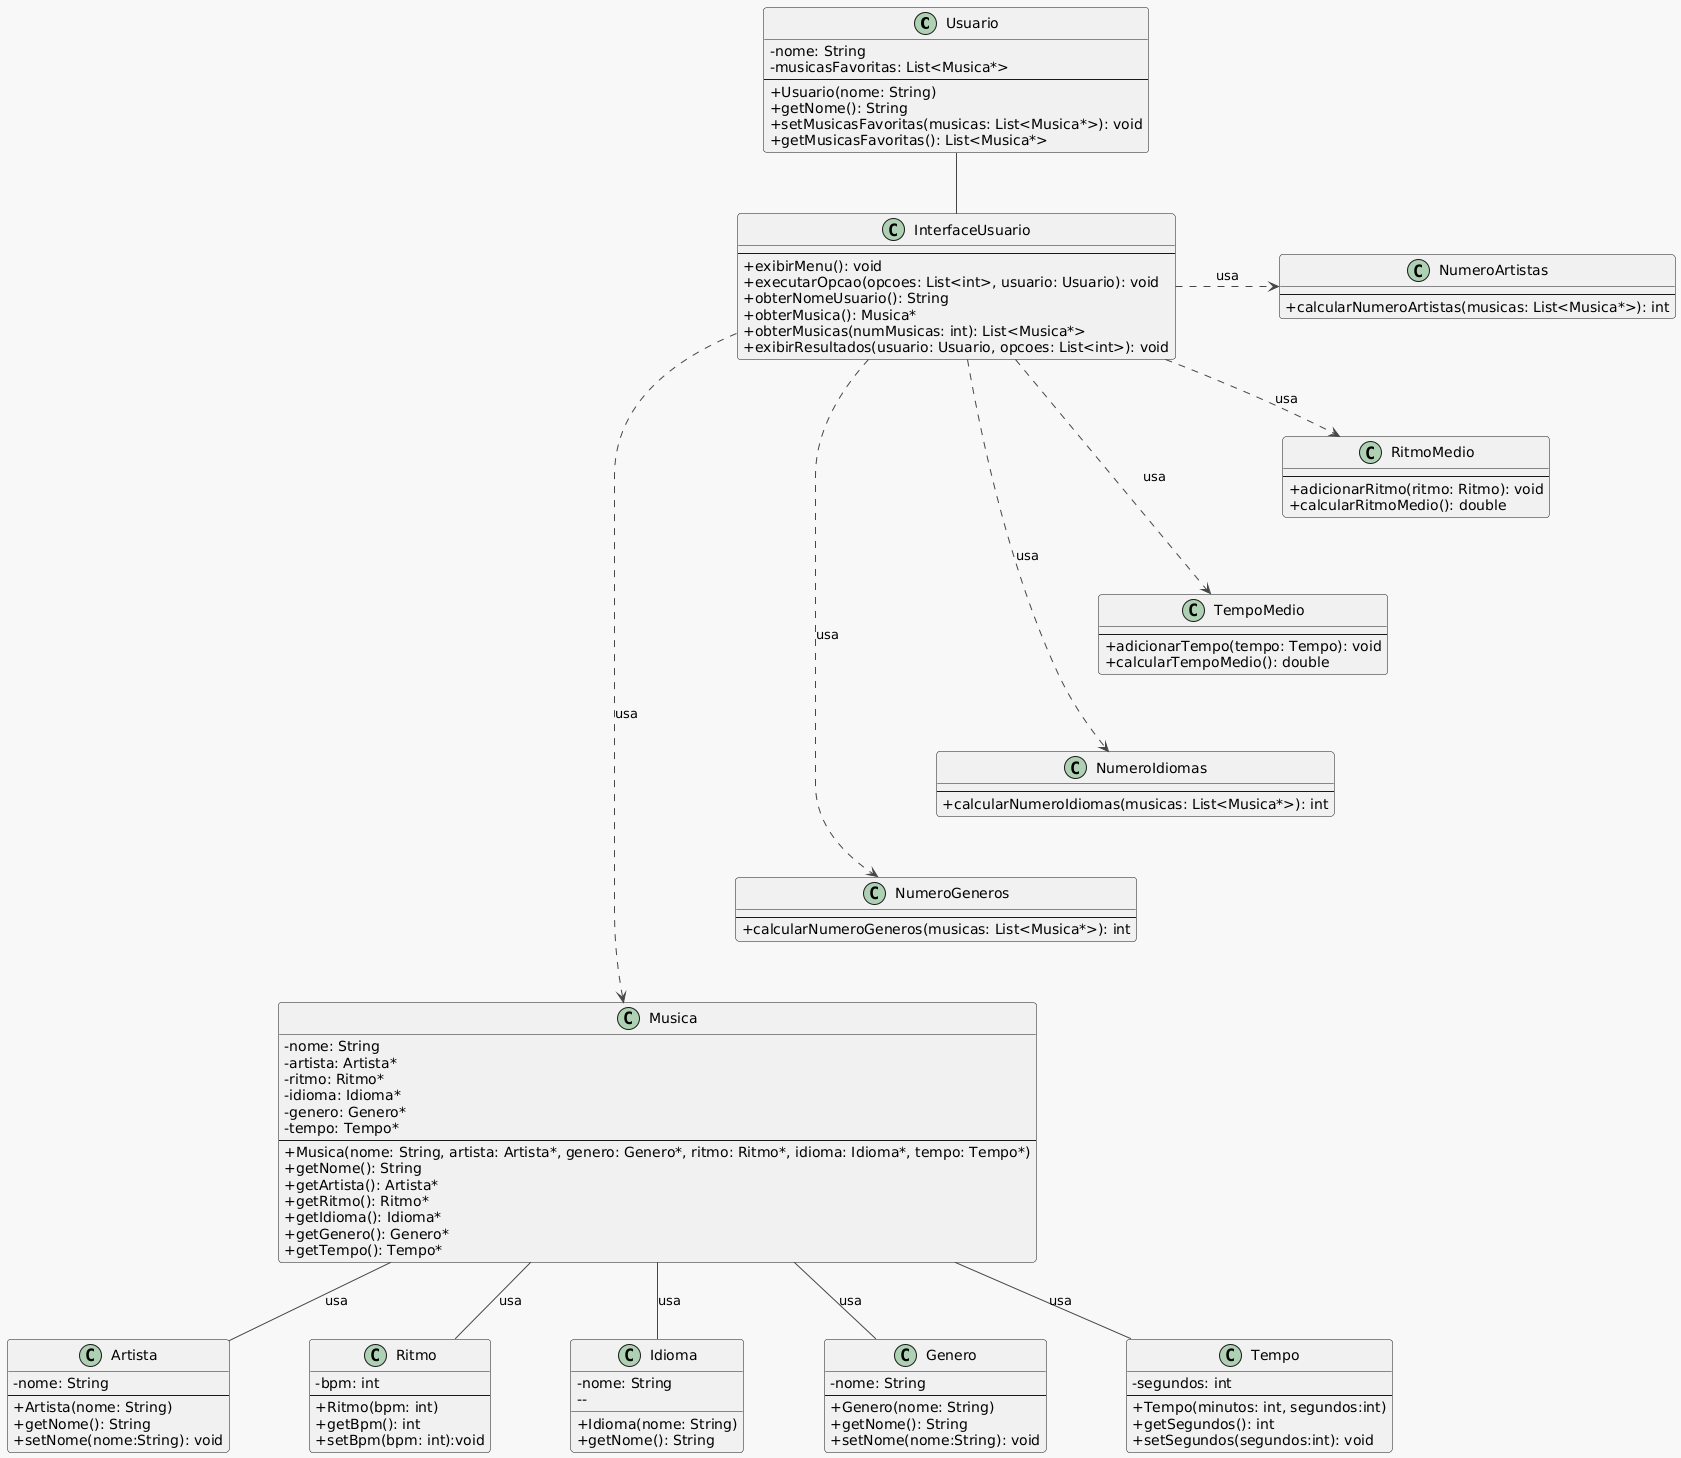 C Usuario
-nome: String
-musicasFavoritas: List<Musica*>
+Usuario(nome: String)
+getNome(): String
+setMusicasFavoritas(musicas: List<Musica*>): void
+getMusicasFavoritas(): List<Musica*>
C InterfaceUsuario
+exibirMenu(): void
+executarOpcao(opcoes: List<int>, usuario: Usuario): void
+obterNomeUsuario(): String
+obterMusica(): Musica*
+obterMusicas(numMusicas: int): List<Musica*>
+exibirResultados(usuario: Usuario, opcoes: List<int>): void
usa
C NumeroArtistas
+calcularNumeroArtistas(musicas: List<Musica*>): int
usa
C RitmoMedio
+adicionarRitmo(ritmo: Ritmo): void
+calcularRitmoMedio(): double
usa
C TempoMedio
+adicionarTempo(tempo: Tempo): void
+calcularTempoMedio(): double
usa
C NumeroIdiomas
+calcularNumeroIdiomas(musicas: List<Musica*>): int
usa
C NumeroGeneros
+calcularNumeroGeneros(musicas: List<Musica*>): int
usa
C Musica
-nome: String
-artista: Artista*
-ritmo: Ritmo*
-idioma: Idioma*
-genero: Genero*
-tempo: Tempo*
+Musica(nome: String, artista: Artista*, genero: Genero*, ritmo: Ritmo*, idioma: Idioma*, tempo: Tempo*)
+getNome(): String
+getArtista(): Artista*
+getRitmo(): Ritmo*
+getIdioma(): Idioma*
+getGenero(): Genero*
+getTempo(): Tempo*
usa
usa
usa
usa
usa
C Artista
-nome: String
+Artista(nome: String)
+getNome(): String
+setNome(nome:String): void
C Ritmo
-bpm: int
+Ritmo(bpm: int)
+getBpm(): int
+setBpm(bpm: int):void
C Idioma
-nome: String
--
+Idioma(nome: String)
+getNome(): String
C Genero
-nome: String
+Genero(nome: String)
+getNome(): String
+setNome(nome:String): void
C Tempo
-segundos: int
+Tempo(minutos: int, segundos:int)
+getSegundos(): int
+setSegundos(segundos:int): void